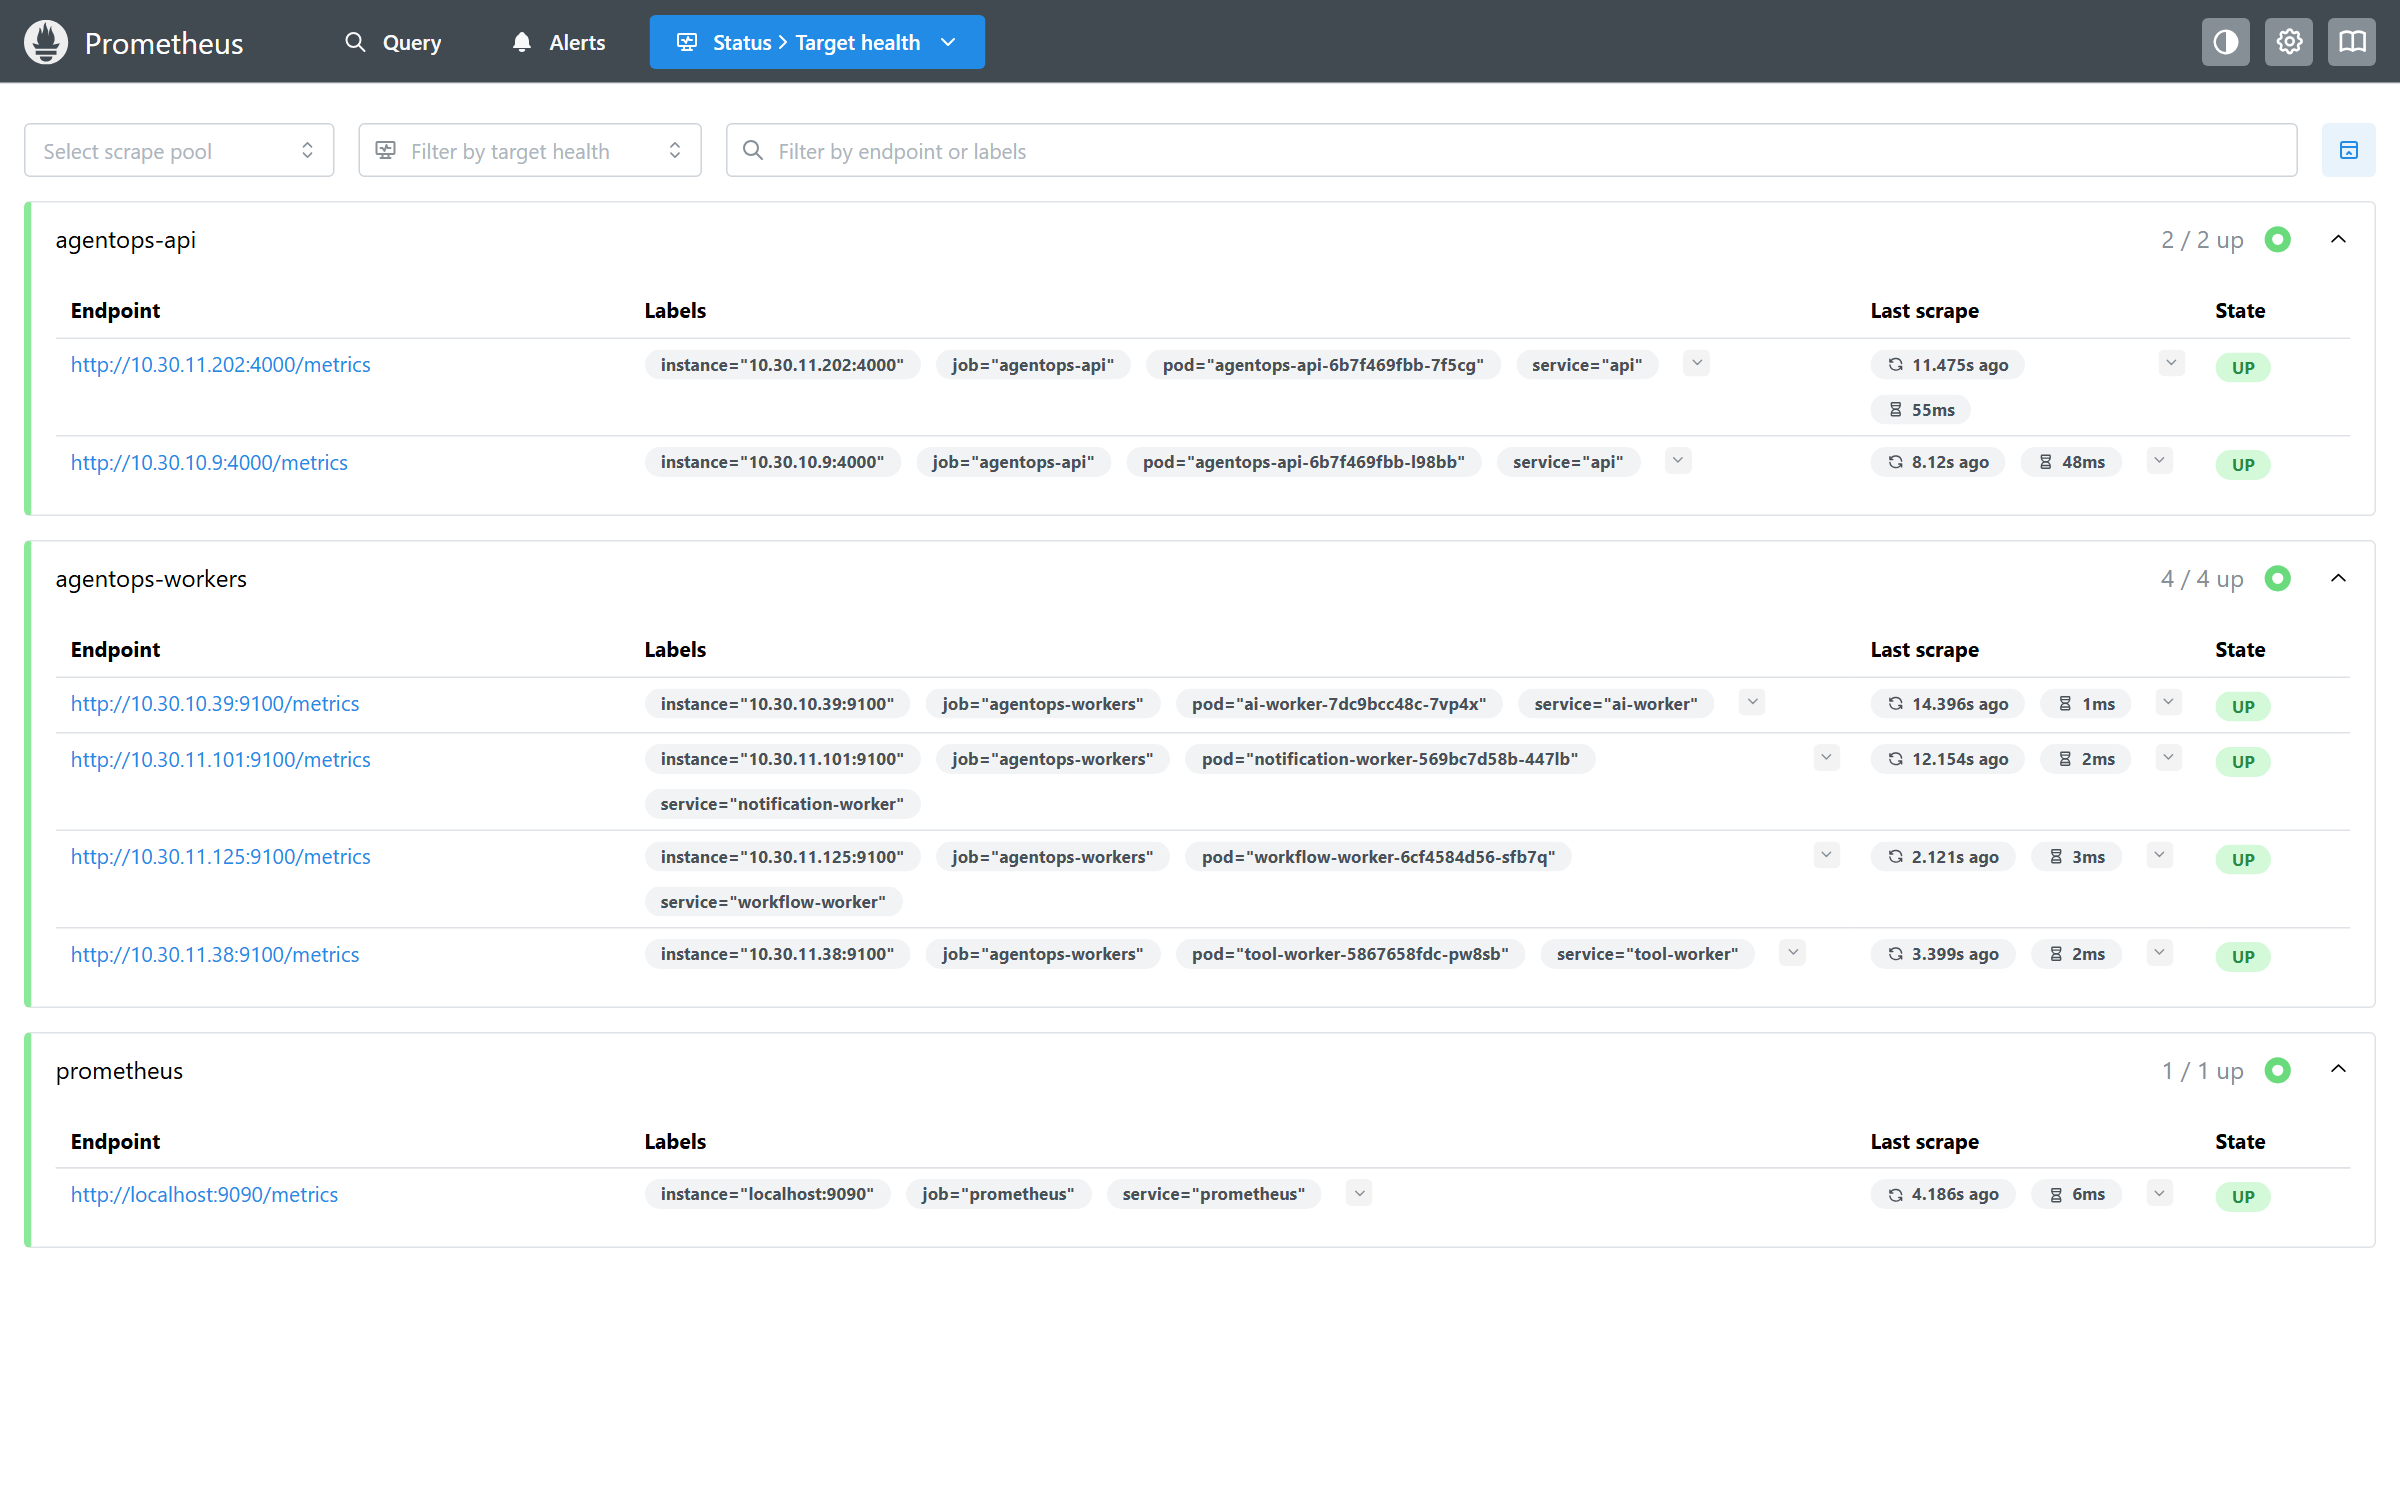 Prometheus Query Alerts Status > Target health
Select scrape pool Filter by target health Filter by endpoint or labels
agentops-api 2 / 2 up
Endpoint Labels Last scrape State
http://10.30.11.202:4000/metrics instance="10.30.11.202:4000" job="agentops-api" pod="agentops-api-6b7f469fbb-7f5cg" service="api" 11.475s ago UP
55ms
http://10.30.10.9:4000/metrics instance="10.30.10.9:4000" job="agentops-api" pod="agentops-api-6b7f469fbb-l98bb" service="api" 8.12s ago 48ms UP
agentops-workers 4 / 4 up
Endpoint Labels Last scrape State
http://10.30.10.39:9100/metrics instance="10.30.10.39:9100" job="agentops-workers" pod="ai-worker-7dc9bcc48c-7vp4x" service="ai-worker" 14.396s ago 1ms UP
http://10.30.11.101:9100/metrics instance="10.30.11.101:9100" job="agentops-workers" pod="notification-worker-569bc7d58b-447lb" 12.154s ago 2ms UP
service="notification-worker"
http://10.30.11.125:9100/metrics instance="10.30.11.125:9100" job="agentops-workers" pod="workflow-worker-6cf4584d56-sfb7q" 2.121s ago 3ms UP
service="workflow-worker"
http://10.30.11.38:9100/metrics instance="10.30.11.38:9100" job="agentops-workers" pod="tool-worker-5867658fdc-pw8sb" service="tool-worker" 3.399s ago 2ms UP
prometheus 1 / 1 up
Endpoint Labels Last scrape State
http://localhost:9090/metrics instance="localhost:9090" job="prometheus" service="prometheus" 4.186s ago 6ms UP